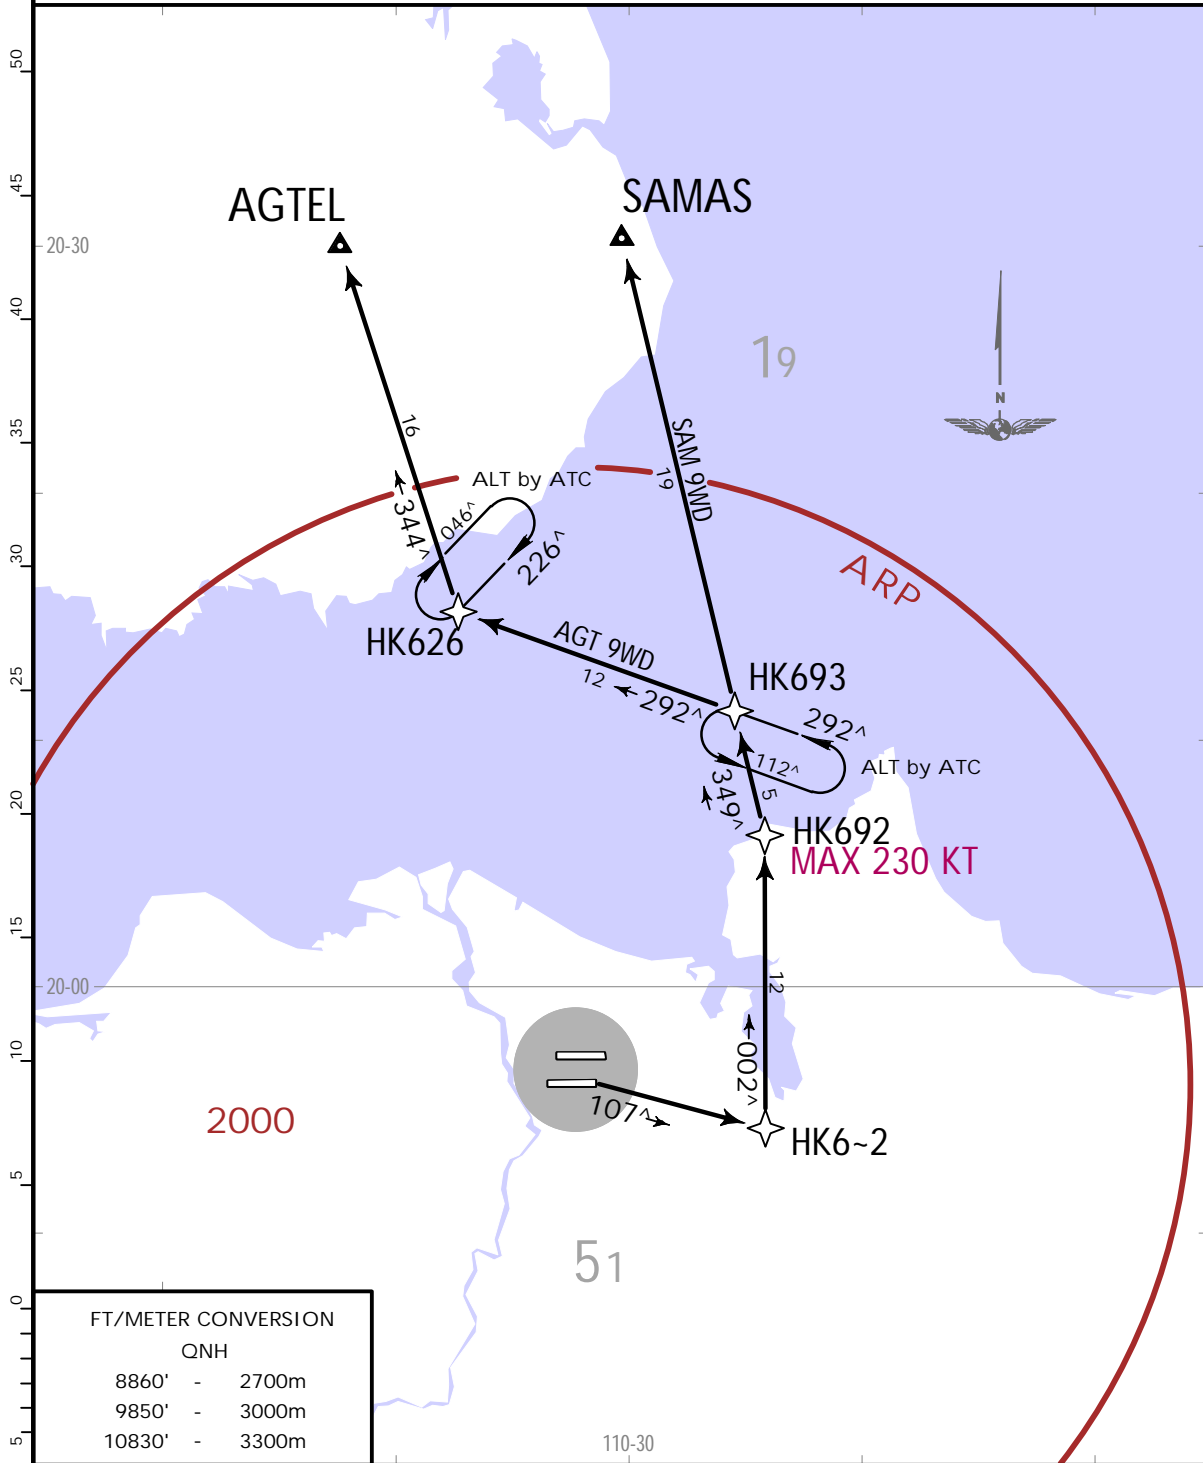 50
45
40
35
30
25
20
15
10
5
0
5
20-30
20-00
110-30
AGTEL
SAMAS
19
N
16
344^
ALT by ATC
046^
226^
HK626
SAM 9WD
19
ARP
AGT 9WD
12
292^
HK693
292^
112^
ALT by ATC
349^
5
HK692
MAX 230 KT
12
002^
107^
HK6~2
2000
51
FT/METER CONVERSION
QNH
8860' - 2700m
9850' - 3000m
10830' - 3300m